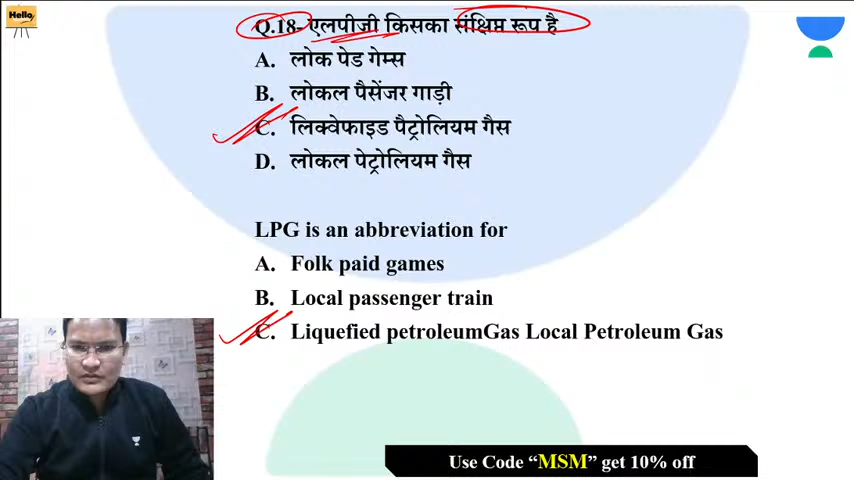 Hello
Q.18- एलपीजी किसका संक्षिप्त रूप है
A. लोक पेड गेम्स
B. लोकल पैसेंजर गाड़ी
C. लिक्वेफाइड पैट्रोलियम गैस
D. लोकल पेट्रोलियम गैस
LPG is an abbreviation for
A. Folk paid games
B. Local passenger train
C. Liquefied petroleumGas Local Petroleum Gas
Use Code “MSM” get 10% off